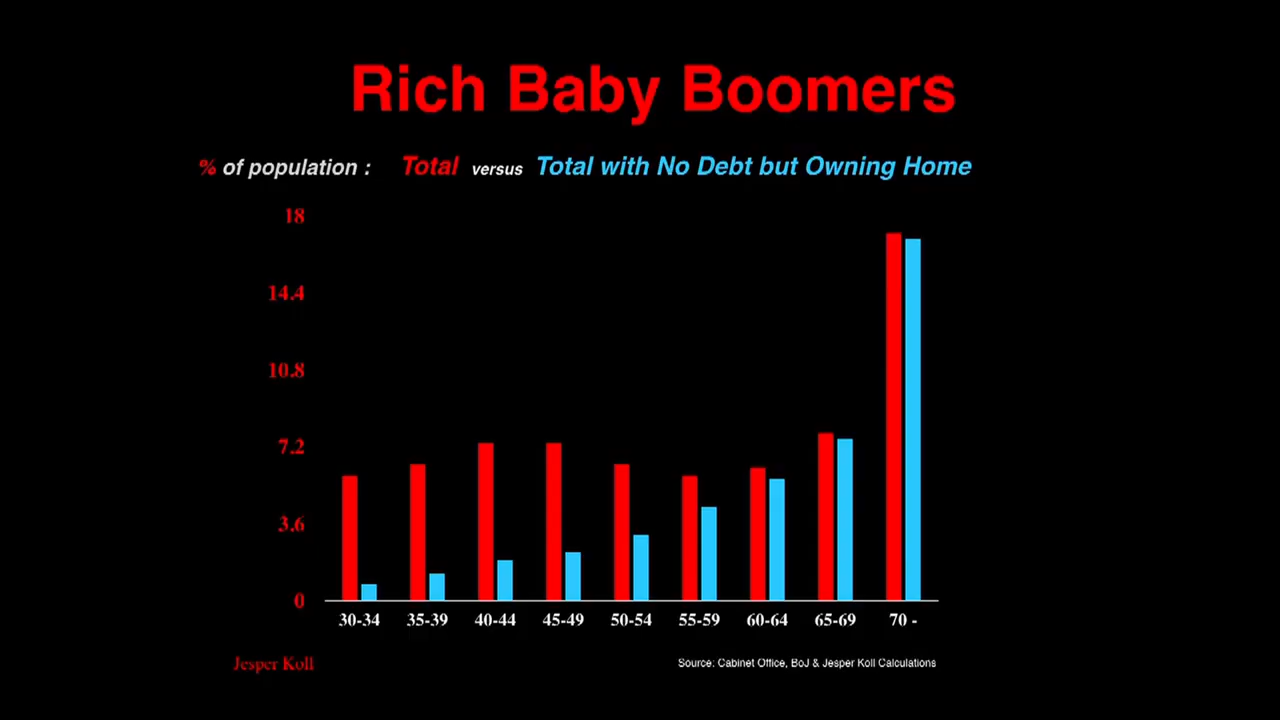 Rich Baby Boomers
% of population : Total versus Total with No Debt but Owning Home
18
14.4
10.8
7.2
3.6
0
30-34 35-39 40-44 45-49 50-54 55-59 60-64 65-69 70 -
Jesper Koll
Source: Cabinet Office, BoJ & Jesper Koll Calculations